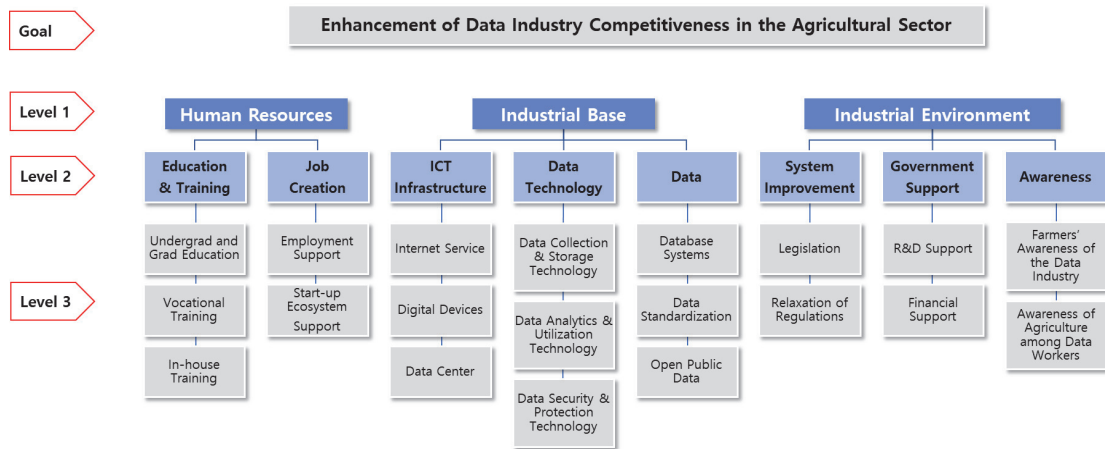 Goal
Enhancement of Data Industry Competitiveness in the Agricultural Sector
Level 1
Human Resources
Industrial Base
Industrial Environment
Level 2
Education
& Training
Job
Creation
ICT
Infrastructure
Data
Technology
Data
System
Improvement
Government
Support
Awareness
Level 3
Undergrad and
Grad Education
Vocational
Training
In-house
Training
Employment
Support
Start-up
Ecosystem
Support
Internet Service
Digital Devices
Data Center
Data Collection
& Storage
Technology
Data Analytics &
Utilization
Technology
Data Security &
Protection
Technology
Database
Systems
Data
Standardization
Open Public
Data
Legislation
Relaxation of
Regulations
R&D Support
Financial
Support
Farmers'
Awareness of
the Data
Industry
Awareness of
Agriculture
among Data
Workers